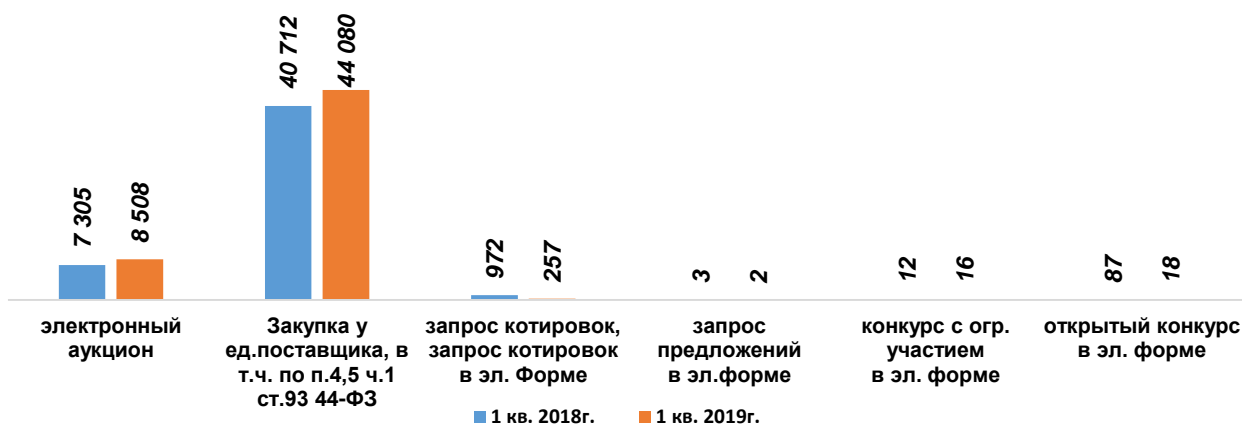 7 305
8 508
40 712
44 080
972
257
3
2
12
16
87
18
электронный
аукцион
Закупка у
ед.поставщика, в
т.ч. по п.4,5 ч.1
ст.93 44-ФЗ
запрос котировок,
запрос котировок
в эл. Форме
запрос
предложений
в эл.форме
конкурс с огр.
участием
в эл. форме
открытый конкурс
в эл. форме
1 кв. 2018г.
1 кв. 2019г.